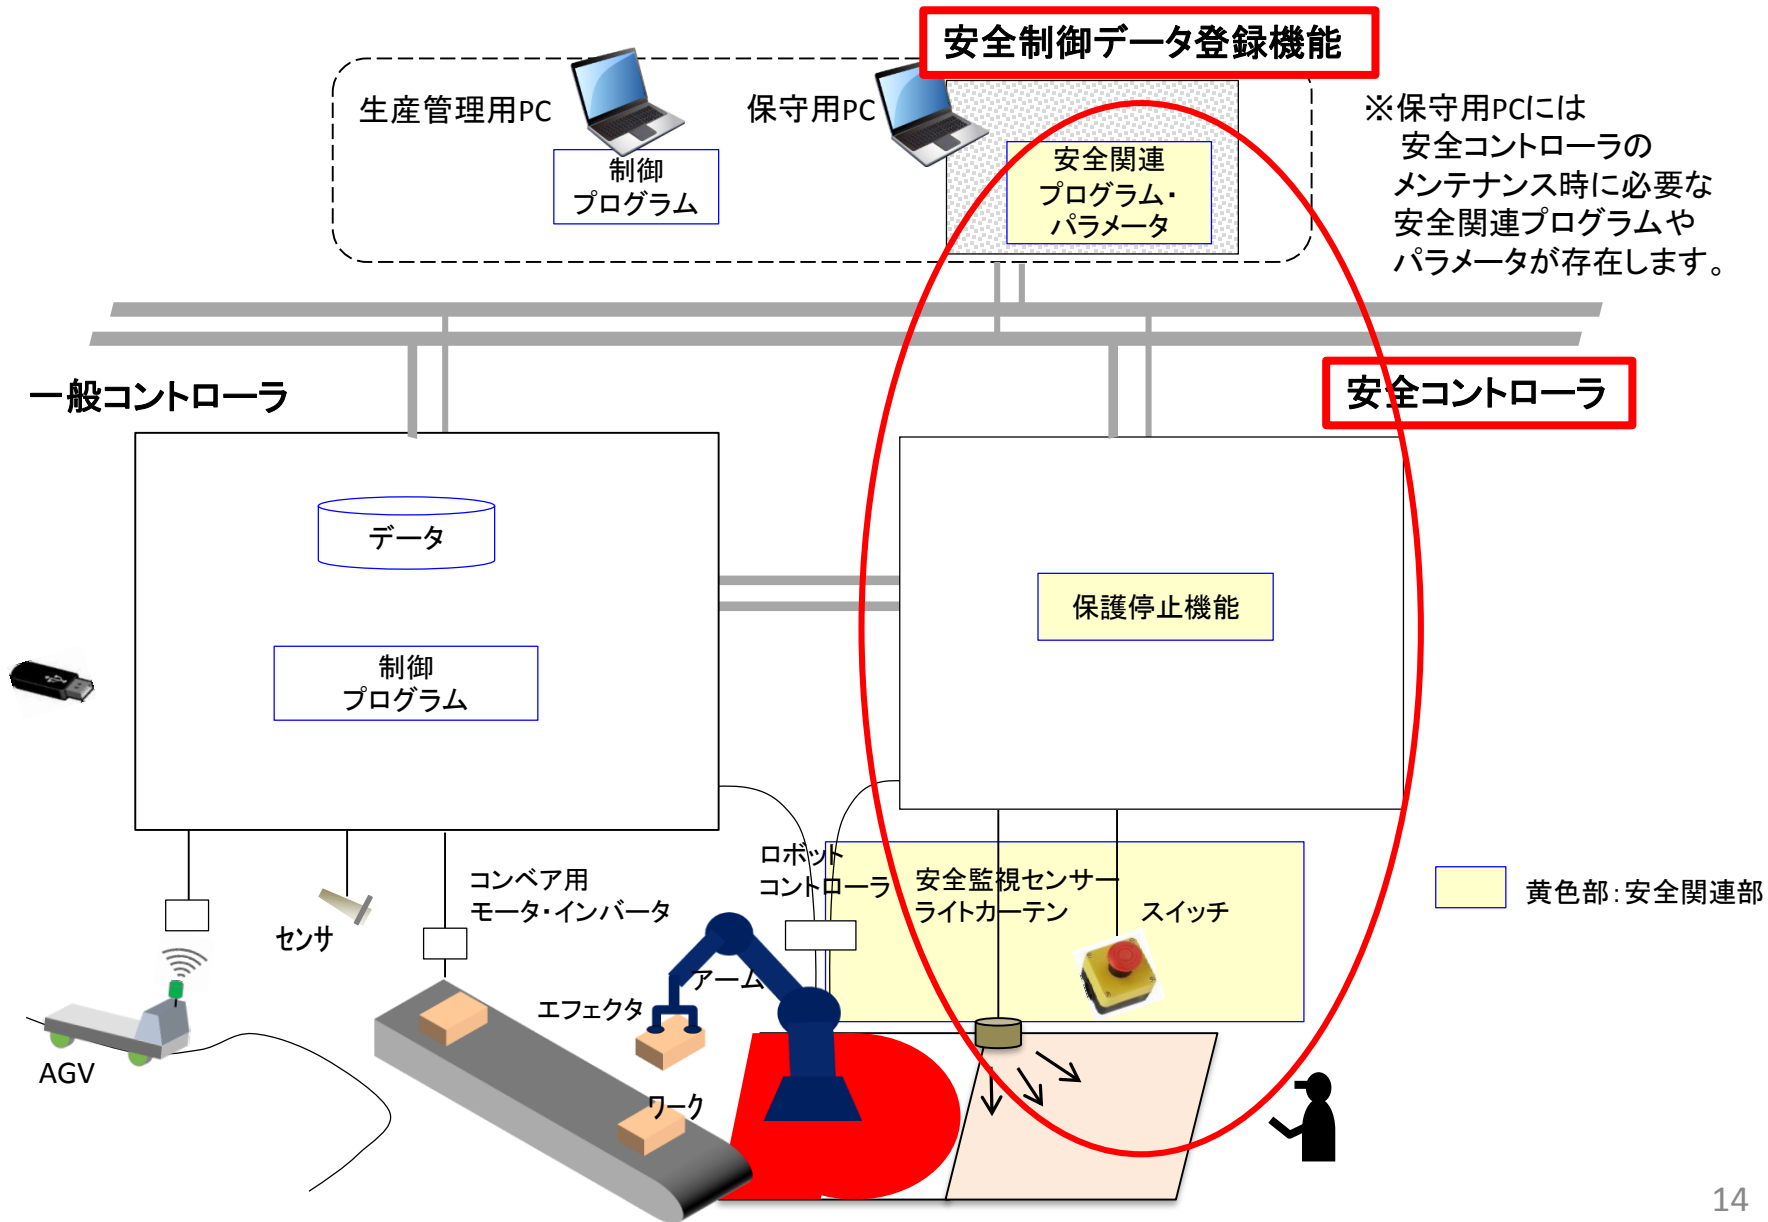 安全制御データ登録機能
生産管理用PC
保守用PC
制御
プログラム
安全関連
プログラム・
パラメータ
※保守用PCには
安全コントローラの
メンテナンス時に必要な
安全関連プログラムや
パラメータが存在します。
一般コントローラ
安全コントローラ
データ
制御
プログラム
保護停止機能
ロボット
コントローラ
安全監視センサー
ライトカーテン
スイッチ
コンベア用
モータ・インバータ
センサ
黄色部：安全関連部
アーム
エフェクタ
AGV
ワーク
14